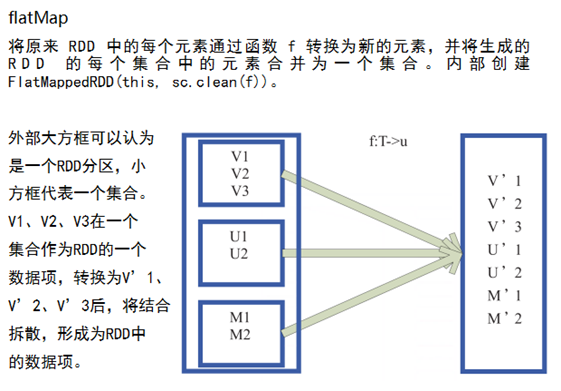 flatMap
将原来 RDD 中的每个元素通过函数 f 转换为新的元素，并将生成的
RDD 的每个集合中的元素合并为一个集合。内部创建
FlatMappedRDD(this, sc.clean(f))。
外部大方框可以认为
是一个RDD分区，小
方框代表一个集合。
V1、V2、V3在一个
集合作为RDD的一个
数据项，转换为V’1、
V’2、V’3后，将结合
拆散，形成为RDD中
的数据项。
V1
V2
V3
U1
U2
M1
M2
f:T->u
V’1
V’2
V’3
U’1
U’2
M’1
M’2